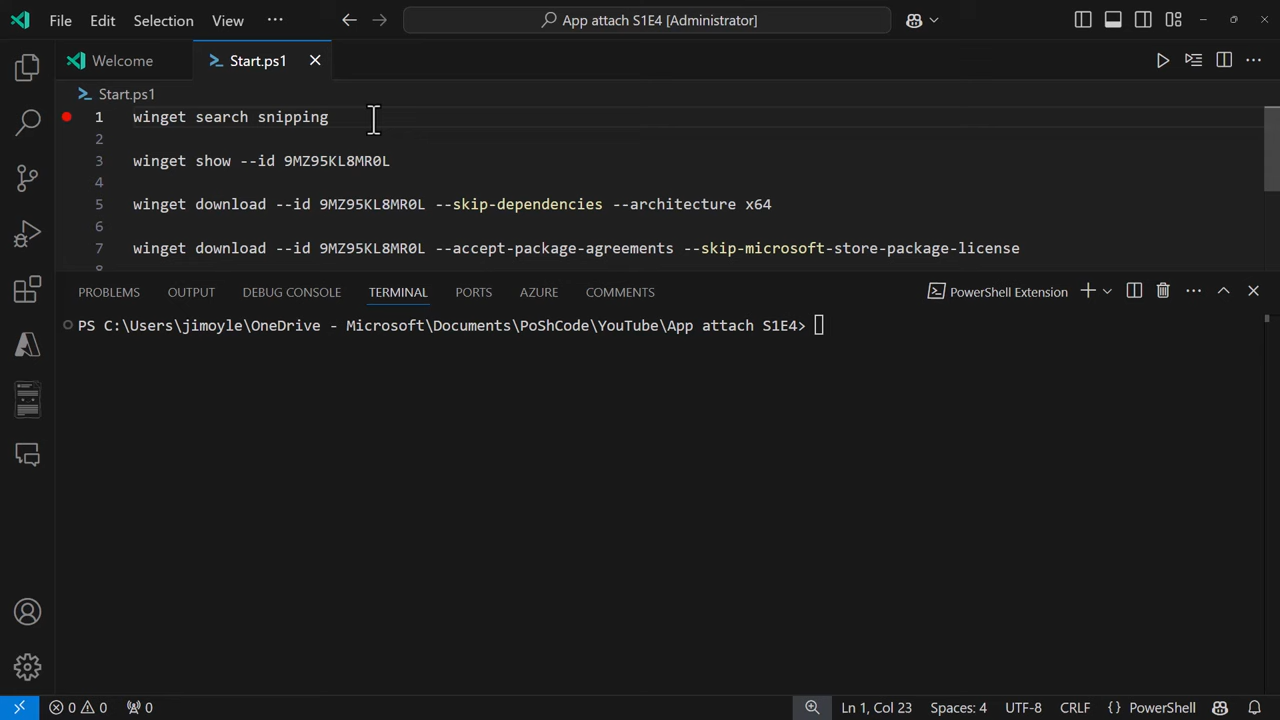 File Edit Selection View ··· App attach S1E4 [Administrator]
Welcome Start.ps1
Start.ps1
1 winget search snipping
2
3 winget show --id 9MZ95KL8MR0L
4
5 winget download --id 9MZ95KL8MR0L --skip-dependencies --architecture x64
6
7 winget download --id 9MZ95KL8MR0L --accept-package-agreements --skip-microsoft-store-package-license
8
PROBLEMS OUTPUT DEBUG CONSOLE TERMINAL PORTS AZURE COMMENTS PowerShell Extension
PS C:\Users\jimoyle\OneDrive - Microsoft\Documents\PoShCode\YouTube\App attach S1E4>
0 0 0 Ln 1, Col 23 Spaces: 4 UTF-8 CRLF {} PowerShell